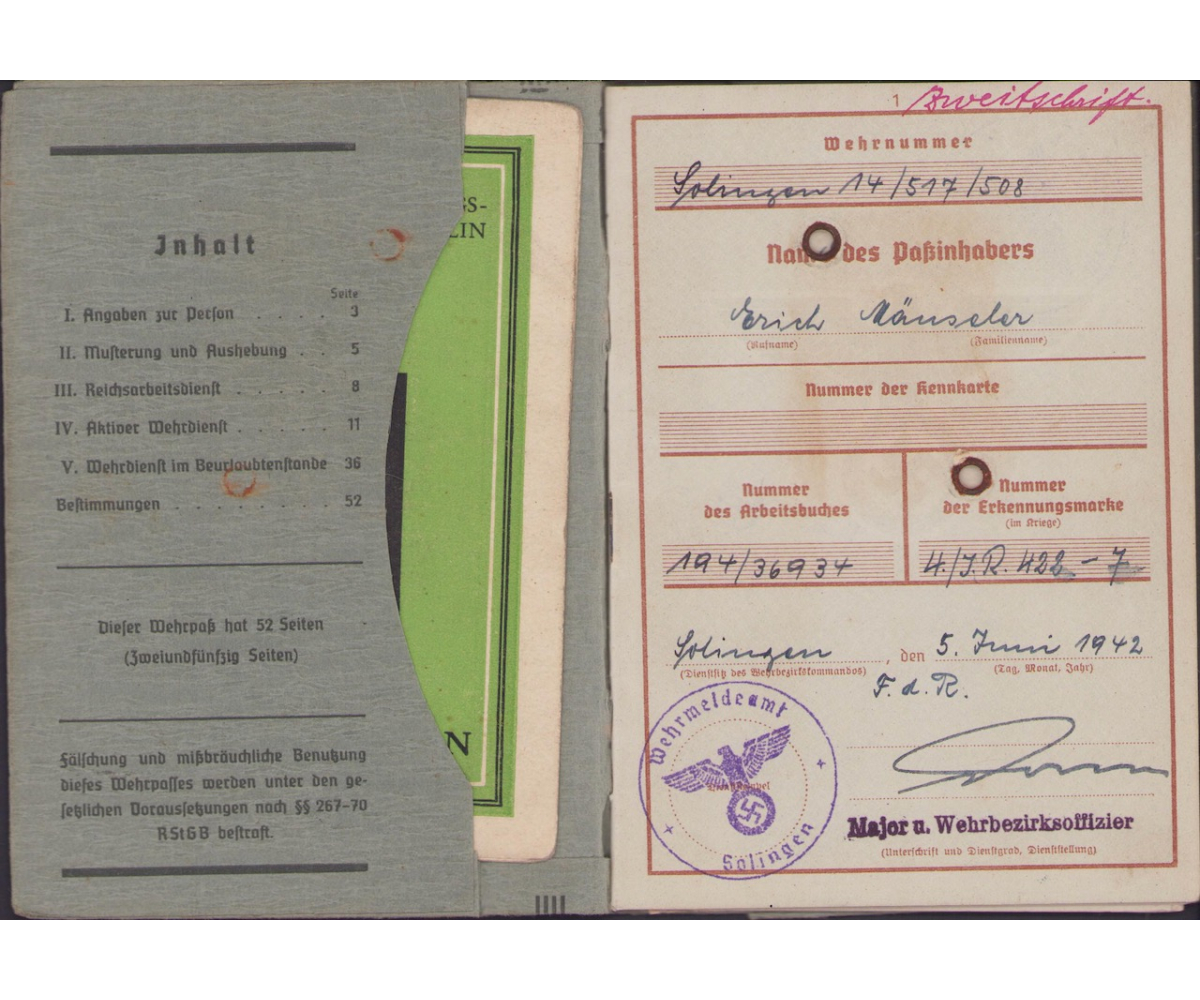 Inhalt
Seite
I. Angaben zur Person . . . . 3
II. Musterung und Aushebung . . 5
III. Reichsarbeitsdienst . . . . . 8
IV. Aktiver Wehrdienst . . . . . 11
V. Wehrdienst im Beurlaubtenstande 36
Bestimmungen . . . . . . . . 52
Dieser Wehrpaß hat 52 Seiten
(Zweiundfünfzig Seiten)
Fälschung und mißbräuchliche Benutzung
dieses Wehrpasses werden unter den ge-
setzlichen Voraussetzungen nach §§ 267-70
RStGB bestraft.
GS-
LIN
N
1 Zweitschrift.
Wehrnummer
Solingen 14/517/508
Name des Paßinhabers
Erich Mänseler
(Rufname) (Familienname)
Nummer der Kennkarte
Nummer
des Arbeitsbuches
194/36934
Nummer
der Erkennungsmarke
(im Kriege)
4./J.R. 422 - 7
Solingen, den 5. Juni 1942
(Dienstsitz des Wehrbezirkskommandos) (Tag, Monat, Jahr)
F. d. R.
Wehrmeldeamt
Solingen
Major u. Wehrbezirksoffizier
(Unterschrift und Dienstgrad, Dienststellung)